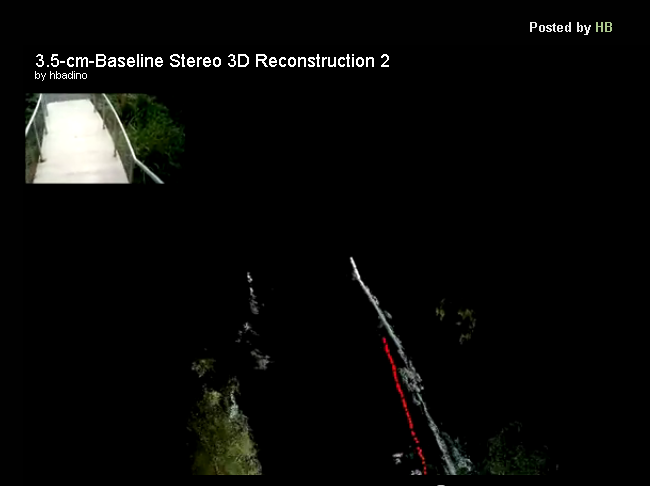 Posted by HB
3.5-cm-Baseline Stereo 3D Reconstruction 2
by hbadino